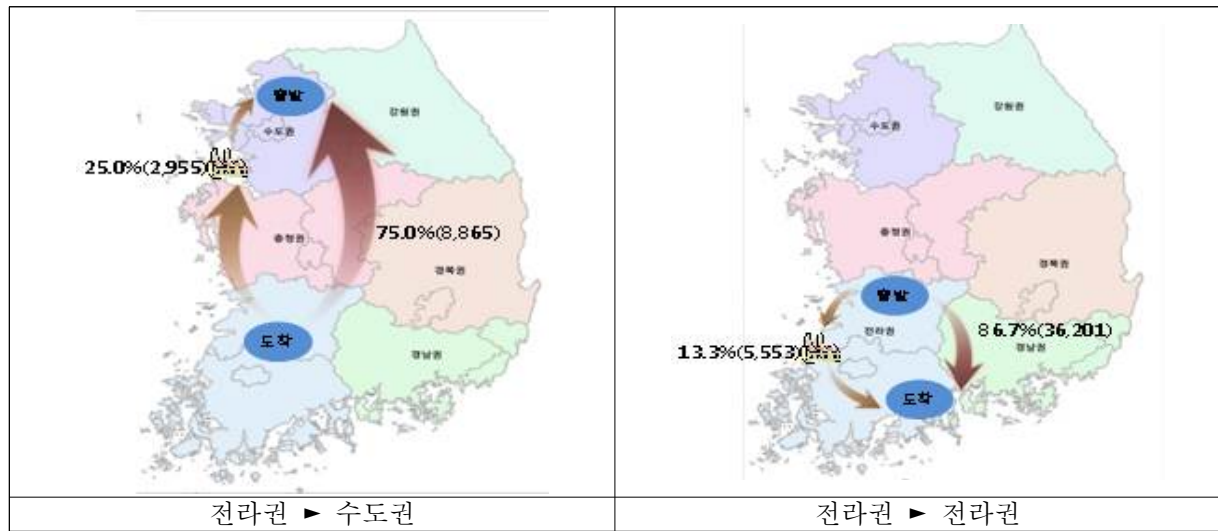 출발
강원권
수도권
25.0%(2,955)
75.0%(8,865)
충청권
경북권
도착
경남권
전라권 ► 수도권
강원권
수도권
충청권
경북권
출발
전라권
86.7%(36,201)
경남권
13.3%(5,553)
도착
전라권 ► 전라권